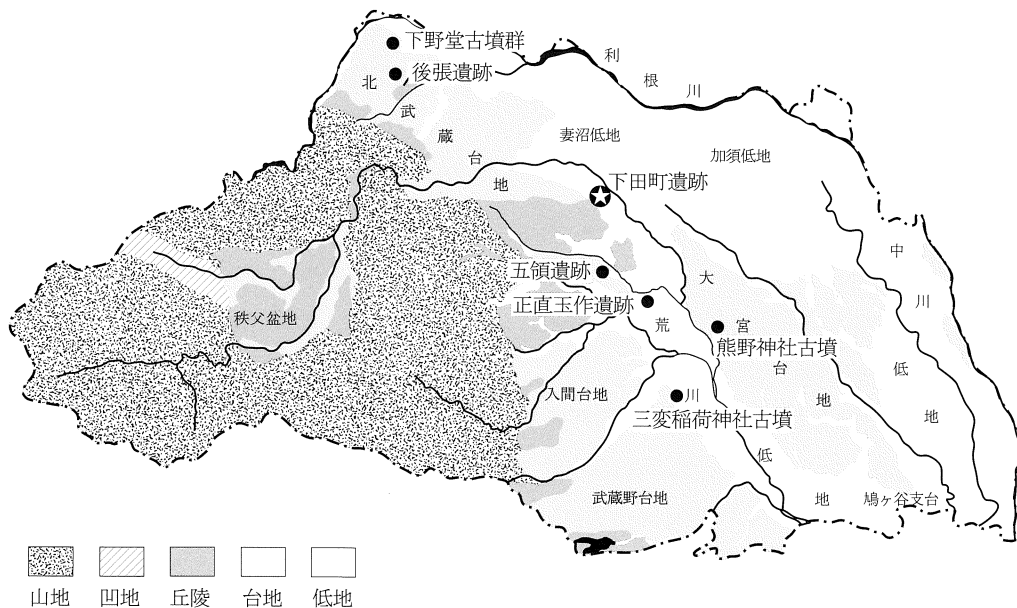 下野堂古墳群
後張遺跡
利根川
北武蔵台地
妻沼低地
加須低地
下田町遺跡
中川低地
五領遺跡
正直玉作遺跡
大宮台地
荒川低地
熊野神社古墳
秩父盆地
入間台地
三変稲荷神社古墳
武蔵野台地
鳩ヶ谷支台
山地
凹地
丘陵
台地
低地